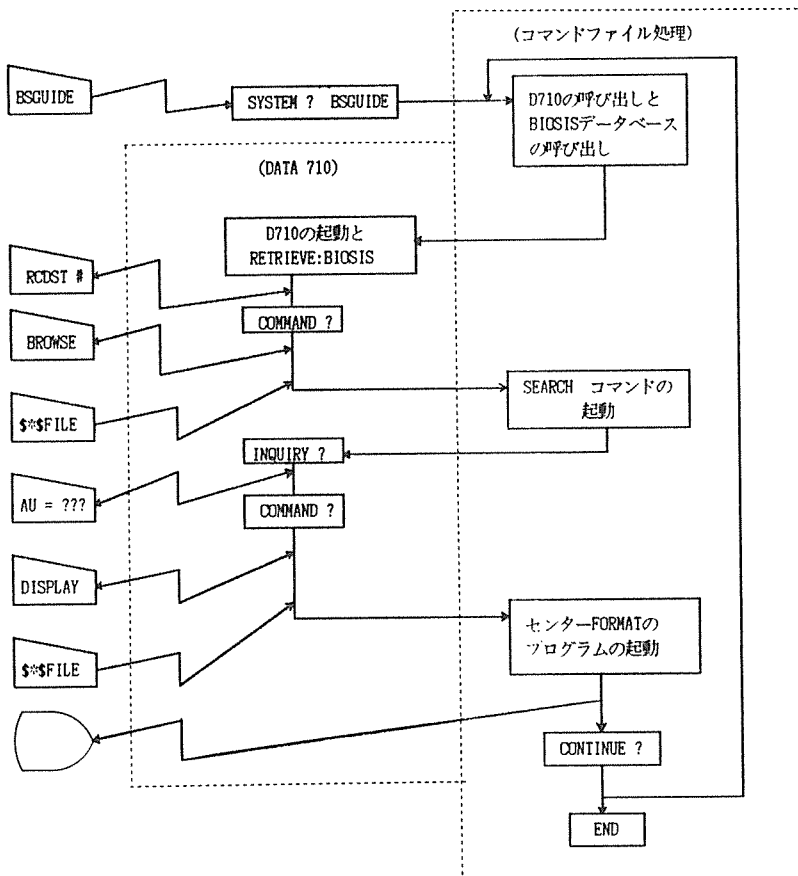 (コマンドファイル処理)
BSGUIDE
SYSTEM ? BSGUIDE
D710の呼び出しと
BIOSISデータベース
の呼び出し
(DATA 710)
D710の起動と
RETRIEVE:BIOSIS
RCDST #
COMMAND ?
BROWSE
SEARCH コマンドの
起動
$*$FILE
INQUIRY ?
AU = ???
COMMAND ?
DISPLAY
センターFORMATの
プログラムの起動
$*$FILE
CONTINUE ?
END